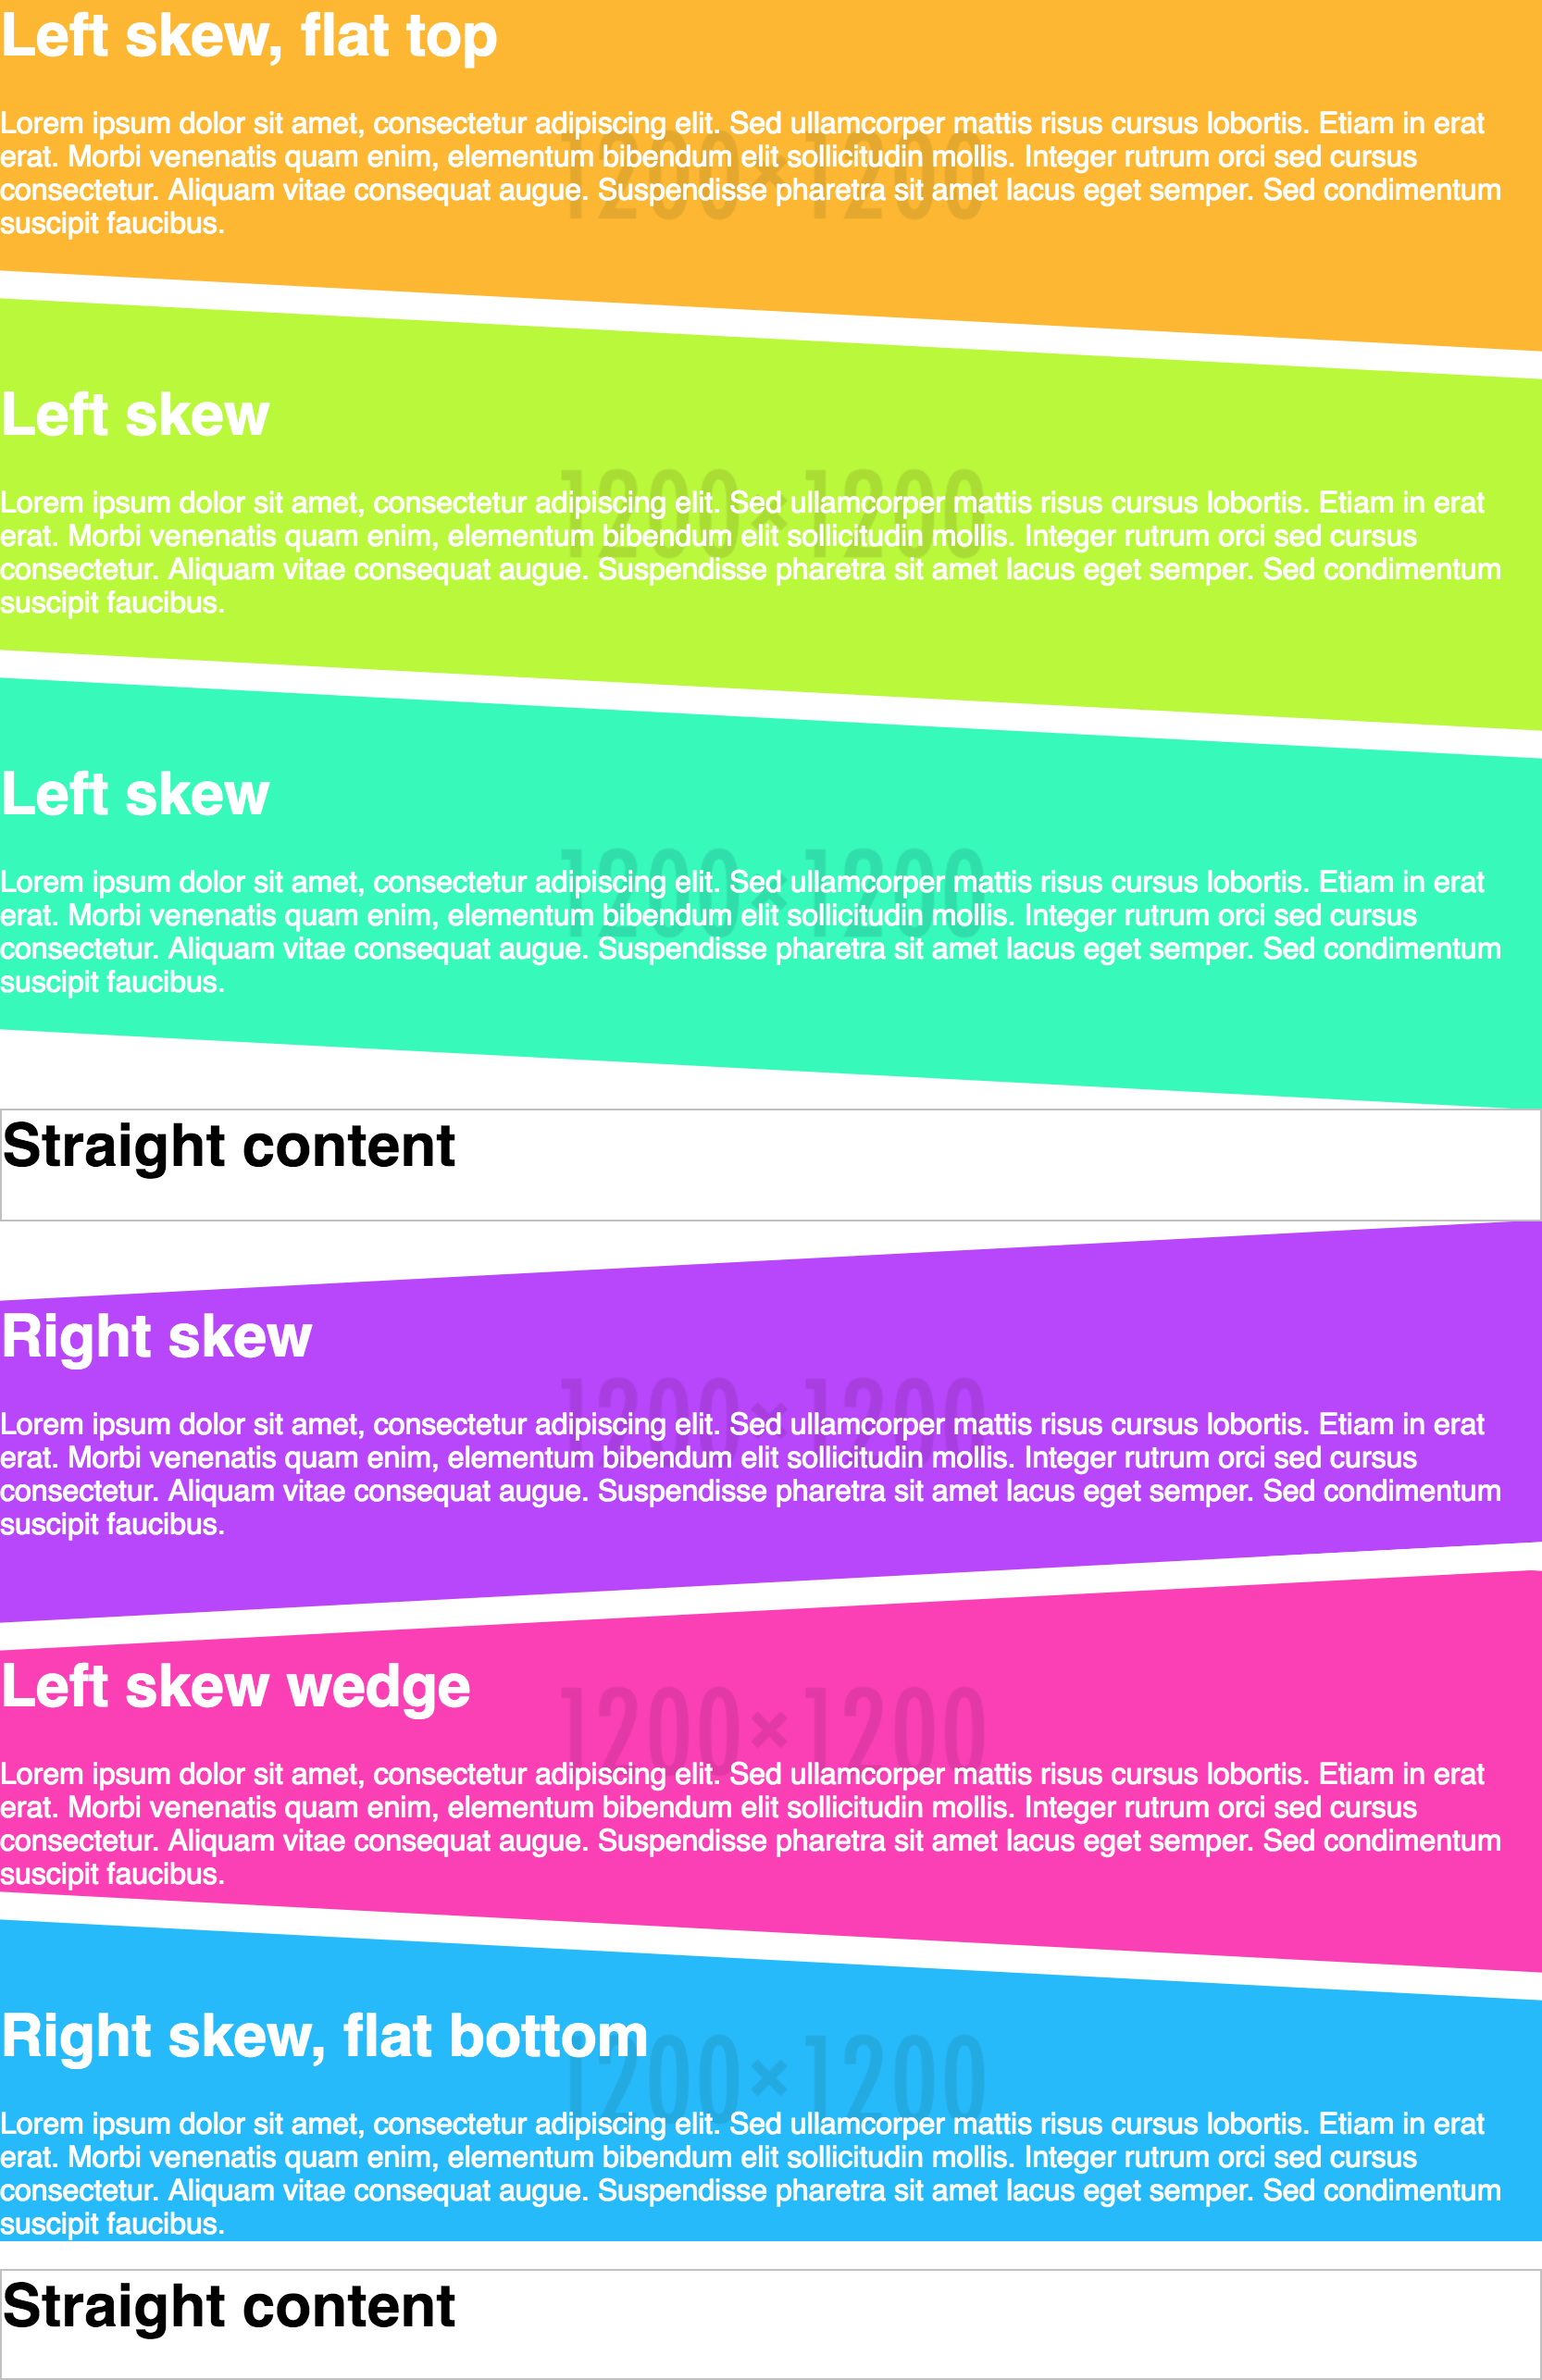 Left skew, flat top
Lorem ipsum dolor sit amet, consectetur adipiscing elit. Sed ullamcorper mattis risus cursus lobortis. Etiam in erat
erat. Morbi venenatis quam enim, elementum bibendum elit sollicitudin mollis. Integer rutrum orci sed cursus
consectetur. Aliquam vitae consequat augue. Suspendisse pharetra sit amet lacus eget semper. Sed condimentum
suscipit faucibus.
1200×1200
Left skew
Lorem ipsum dolor sit amet, consectetur adipiscing elit. Sed ullamcorper mattis risus cursus lobortis. Etiam in erat
erat. Morbi venenatis quam enim, elementum bibendum elit sollicitudin mollis. Integer rutrum orci sed cursus
consectetur. Aliquam vitae consequat augue. Suspendisse pharetra sit amet lacus eget semper. Sed condimentum
suscipit faucibus.
1200×1200
Left skew
Lorem ipsum dolor sit amet, consectetur adipiscing elit. Sed ullamcorper mattis risus cursus lobortis. Etiam in erat
erat. Morbi venenatis quam enim, elementum bibendum elit sollicitudin mollis. Integer rutrum orci sed cursus
consectetur. Aliquam vitae consequat augue. Suspendisse pharetra sit amet lacus eget semper. Sed condimentum
suscipit faucibus.
1200×1200
Straight content
Right skew
Lorem ipsum dolor sit amet, consectetur adipiscing elit. Sed ullamcorper mattis risus cursus lobortis. Etiam in erat
erat. Morbi venenatis quam enim, elementum bibendum elit sollicitudin mollis. Integer rutrum orci sed cursus
consectetur. Aliquam vitae consequat augue. Suspendisse pharetra sit amet lacus eget semper. Sed condimentum
suscipit faucibus.
1200×1200
Left skew wedge
1200×1200
Lorem ipsum dolor sit amet, consectetur adipiscing elit. Sed ullamcorper mattis risus cursus lobortis. Etiam in erat
erat. Morbi venenatis quam enim, elementum bibendum elit sollicitudin mollis. Integer rutrum orci sed cursus
consectetur. Aliquam vitae consequat augue. Suspendisse pharetra sit amet lacus eget semper. Sed condimentum
suscipit faucibus.
Right skew, flat bottom
1200×1200
Lorem ipsum dolor sit amet, consectetur adipiscing elit. Sed ullamcorper mattis risus cursus lobortis. Etiam in erat
erat. Morbi venenatis quam enim, elementum bibendum elit sollicitudin mollis. Integer rutrum orci sed cursus
consectetur. Aliquam vitae consequat augue. Suspendisse pharetra sit amet lacus eget semper. Sed condimentum
suscipit faucibus.
Straight content